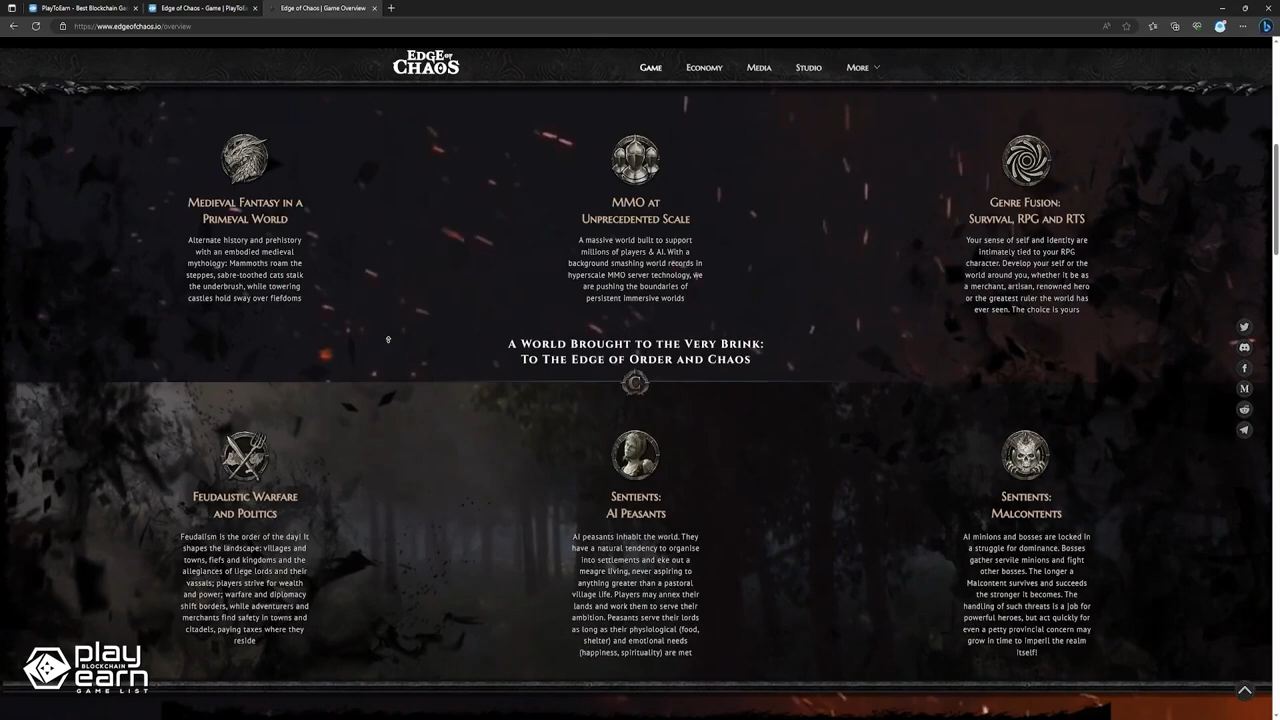 PlayToEarn - Best Blockchain Gam
Edge of Chaos - Game | PlayToEa
Edge of Chaos | Game Overview
https://www.edgeofchaos.io/overview
EDGE OF
CHAOS
GAME
ECONOMY
MEDIA
STUDIO
MORE
MEDIEVAL FANTASY IN A
PRIMEVAL WORLD
Alternate history and prehistory
with an embodied medieval
mythology: Mammoths roam the
steppes, sabre-toothed cats stalk
the underbrush, while towering
castles hold sway over fiefdoms
MMO AT
UNPRECEDENTED SCALE
A massive world built to support
millions of players & AI. With a
background smashing world records in
hyperscale MMO server technology, we
are pushing the boundaries of
persistent immersive worlds
GENRE FUSION:
SURVIVAL, RPG AND RTS
Your sense of self and identity are
intimately tied to your RPG
character. Develop your self or the
world around you, whether it be as
a merchant, artisan, renowned hero
or the greatest ruler the world has
ever seen. The choice is yours
A WORLD BROUGHT TO THE VERY BRINK:
TO THE EDGE OF ORDER AND CHAOS
FEUDALISTIC WARFARE
AND POLITICS
Feudalism is the order of the day! It
shapes the landscape: villages and
towns, fiefs and kingdoms and the
allegiances of liege lords and their
vassals; players strive for wealth
and power; warfare and diplomacy
shift borders, while adventurers and
merchants find safety in towns and
citadels, paying taxes where they
reside
SENTIENTS:
AI PEASANTS
AI peasants inhabit the world. They
have a natural tendency to organise
into settlements and eke out a
meagre living, never aspiring to
anything greater than a pastoral
village life. Players may annex their
lands and work them to serve their
ambition. Peasants serve their lords
as long as their physiological (food,
shelter) and emotional needs
(happiness, spirituality) are met
SENTIENTS:
MALCONTENTS
AI minions and bosses are locked in
a struggle for dominance. Bosses
gather servile minions and fight
other bosses. The longer a
Malcontent survives and succeeds
the stronger it becomes. The
handling of such threats is a job for
powerful heroes, but act quickly for
even a petty provincial concern may
grow in time to imperil the realm
itself!
play
BLOCKCHAIN
earn
GAME LIST